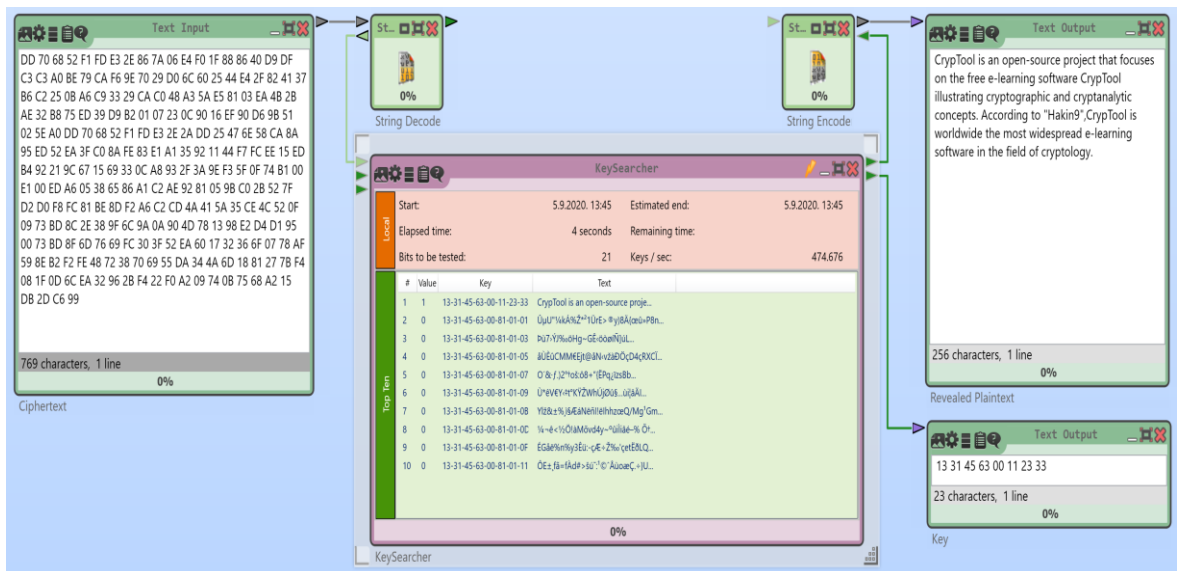 Text Input
DD 70 68 52 F1 FD E3 2E 86 7A 06 E4 F0 1F 88 86 40 D9 DF
C3 C3 A0 BE 79 CA F6 9E 70 29 D0 6C 60 25 44 E4 2F 82 41 37
B6 C2 25 0B A6 C9 33 29 CA C0 48 A3 5A E5 81 03 EA 4B 2B
AE 32 B8 75 ED 39 D9 B2 01 07 23 0C 90 16 EF 90 D6 9B 51
02 5E A0 DD 70 68 52 F1 FD E3 2E 2A DD 25 47 6E 58 CA 8A
95 ED 52 EA 3F C0 8A FE 83 E1 A1 35 92 11 44 F7 FC EE 15 ED
B4 92 21 9C 67 15 69 33 0C A8 93 2F 3A 9E F3 5F 0F 74 B1 00
E1 00 ED A6 05 38 65 86 A1 C2 AE 92 81 05 9B C0 2B 52 7F
D2 D0 F8 FC 81 BE 8D F2 A6 C2 CD 4A 41 5A 35 CE 4C 52 0F
09 73 BD 8C 2E 38 9F 6C 9A 0A 90 4D 78 13 98 E2 D4 D1 95
00 73 BD 8F 6D 76 69 FC 30 3F 52 EA 60 17 32 36 6F 07 78 AF
59 8E B2 F2 FE 48 72 38 70 69 55 DA 34 4A 6D 18 81 27 7B F4
08 1F 0D 6C EA 32 96 2B F4 22 F0 A2 09 74 0B 75 68 A2 15
DB 2D C6 99
769 characters, 1 line
0%
Ciphertext
St...
0%
String Decode
St...
0%
String Encode
Text Output
CrypTool is an open-source project that focuses
on the free e-learning software CrypTool
illustrating cryptographic and cryptanalytic
concepts. According to "Hakin9",CrypTool is
worldwide the most widespread e-learning
software in the field of cryptology.
256 characters, 1 line
0%
Revealed Plaintext
KeySearcher
Local
Start: 5.9.2020. 13:45 Estimated end: 5.9.2020. 13:45
Elapsed time: 4 seconds Remaining time:
Bits to be tested: 21 Keys / sec: 474.676
Top Ten
# Value Key Text
1 1 13-31-45-63-00-11-23-33 CrypTool is an open-source proje...
2 0 13-31-45-63-00-81-01-01
3 0 13-31-45-63-00-81-01-03
4 0 13-31-45-63-00-81-01-05
5 0 13-31-45-63-00-81-01-07
6 0 13-31-45-63-00-81-01-09
7 0 13-31-45-63-00-81-01-0B
8 0 13-31-45-63-00-81-01-0C
9 0 13-31-45-63-00-81-01-0F
10 0 13-31-45-63-00-81-01-11
0%
KeySearcher
Text Output
13 31 45 63 00 11 23 33
23 characters, 1 line
0%
Key